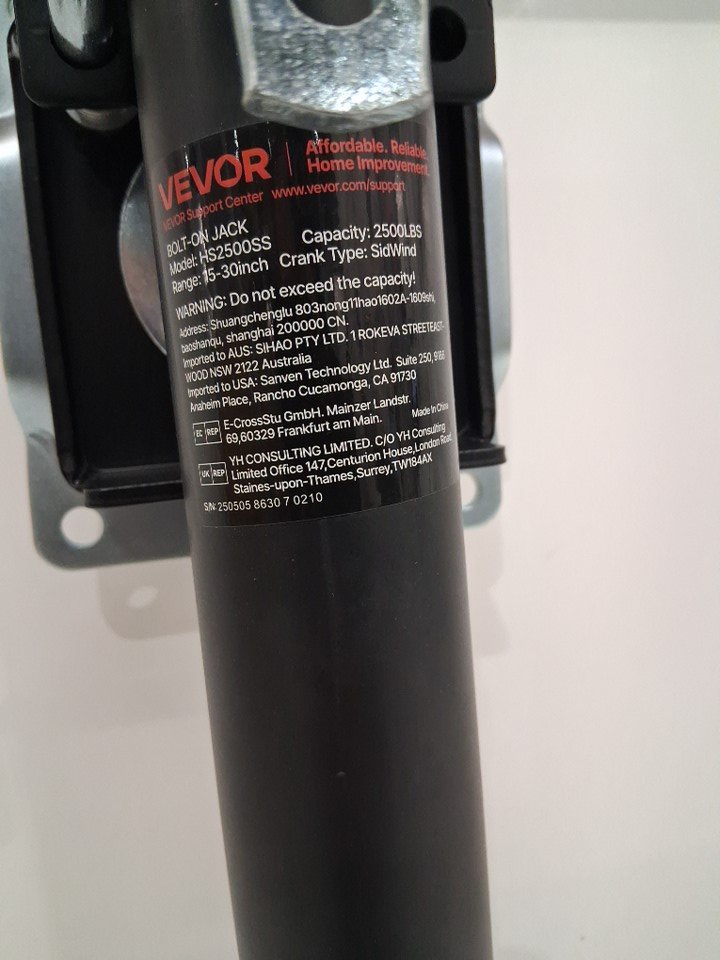 VEVOR
Affordable. Reliable.
Home Improvement.
VEVOR Support Center www.vevor.com/support
BOLT-ON JACK
Model: HS2500SS
Range: 15-30inch
Capacity: 2500LBS
Crank Type: SidWind
WARNING: Do not exceed the capacity!
Address: Shuangchenglu 803nong11hao1602A-1609shi,
baoshanqu, shanghai 200000 CN.
Imported to AUS: SIHAO PTY LTD. 1 ROKEVA STREETEAST-
WOOD NSW 2122 Australia
Imported to USA: Sanven Technology Ltd. Suite 250, 9166
Anaheim Place, Rancho Cucamonga, CA 91730
EC REP
E-CrossStu GmbH. Mainzer Landstr.
69,60329 Frankfurt am Main.
Made In China
UK REP
YH CONSULTING LIMITED. C/O YH Consulting
Limited Office 147,Centurion House,London Road,
Staines-upon-Thames,Surrey,TW184AX
S/N: 250505 8630 7 0210